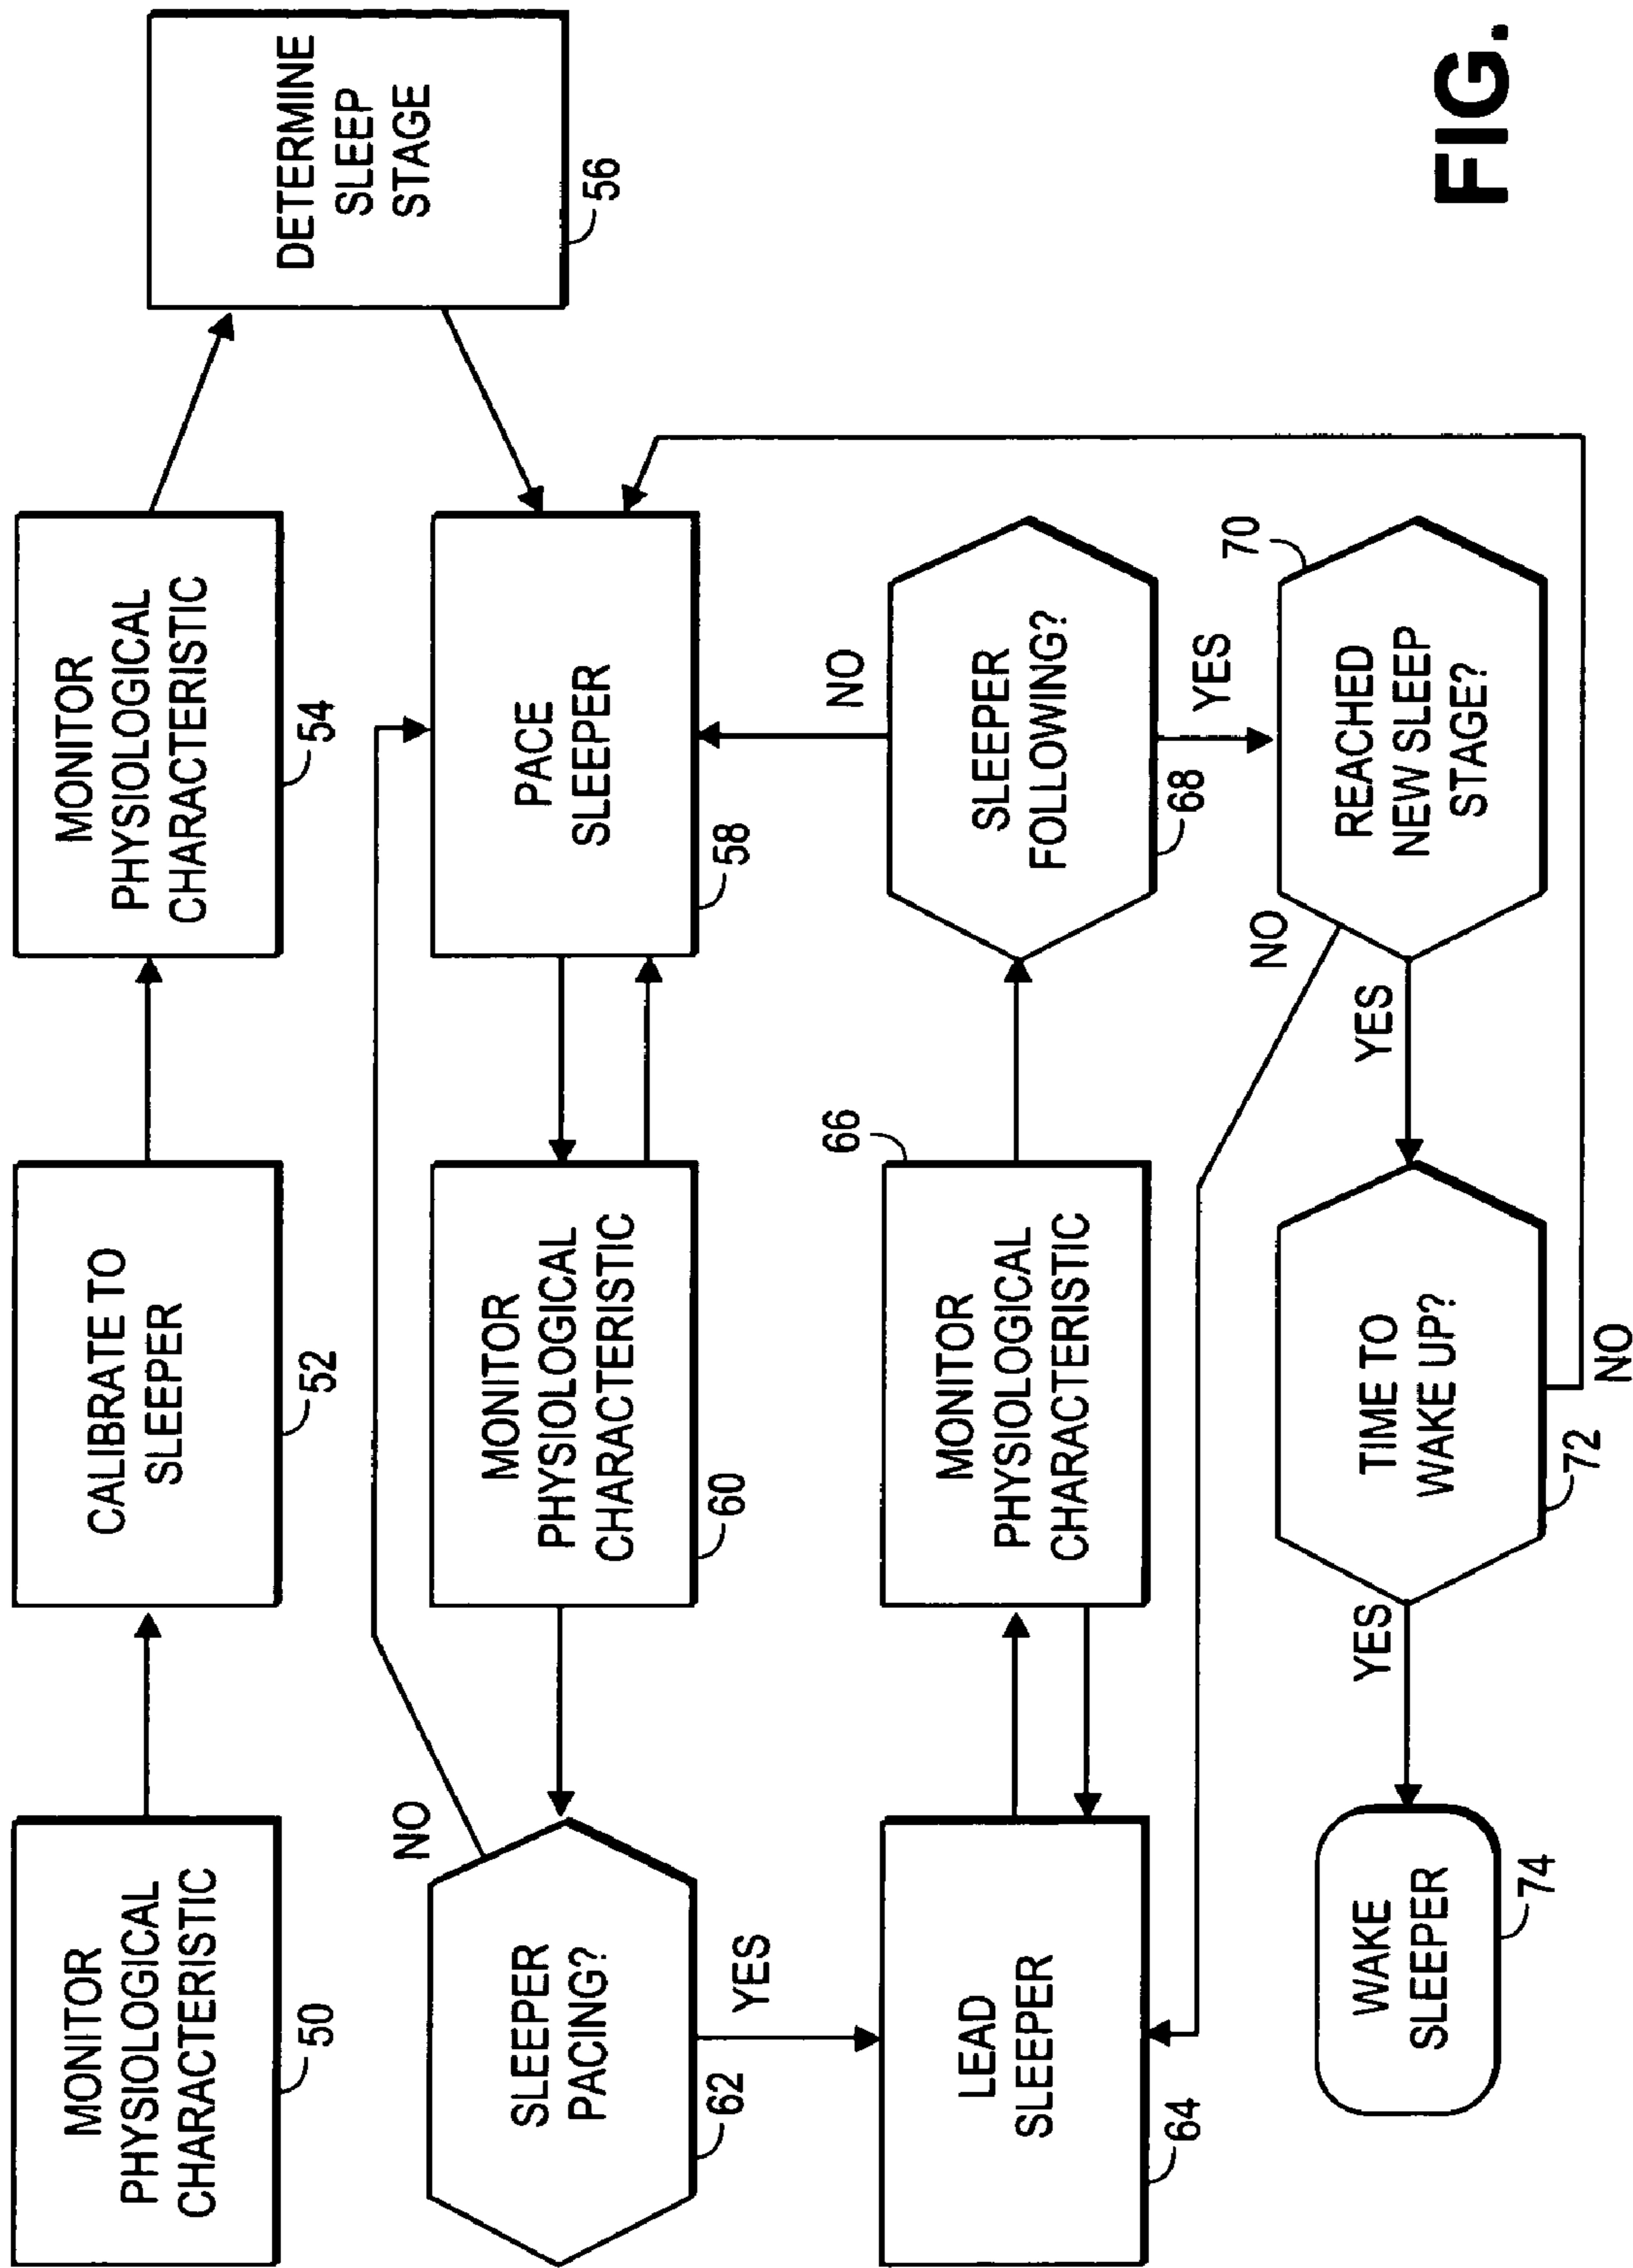 MONITOR
PHYSIOLOGICAL
CHARACTERISTIC
50
CALIBRATE TO
SLEEPER
52
MONITOR
PHYSIOLOGICAL
CHARACTERISTIC
54
DETERMINE
SLEEP
STAGE
56
SLEEPER
PACING?
62
NO
YES
MONITOR
PHYSIOLOGICAL
CHARACTERISTIC
60
PACE
SLEEPER
58
LEAD
SLEEPER
64
MONITOR
PHYSIOLOGICAL
CHARACTERISTIC
66
SLEEPER
FOLLOWING?
68
NO
YES
WAKE
SLEEPER
74
YES
TIME TO
WAKE UP?
72
NO
YES
NO
REACHED
NEW SLEEP
STAGE?
70
FIG.